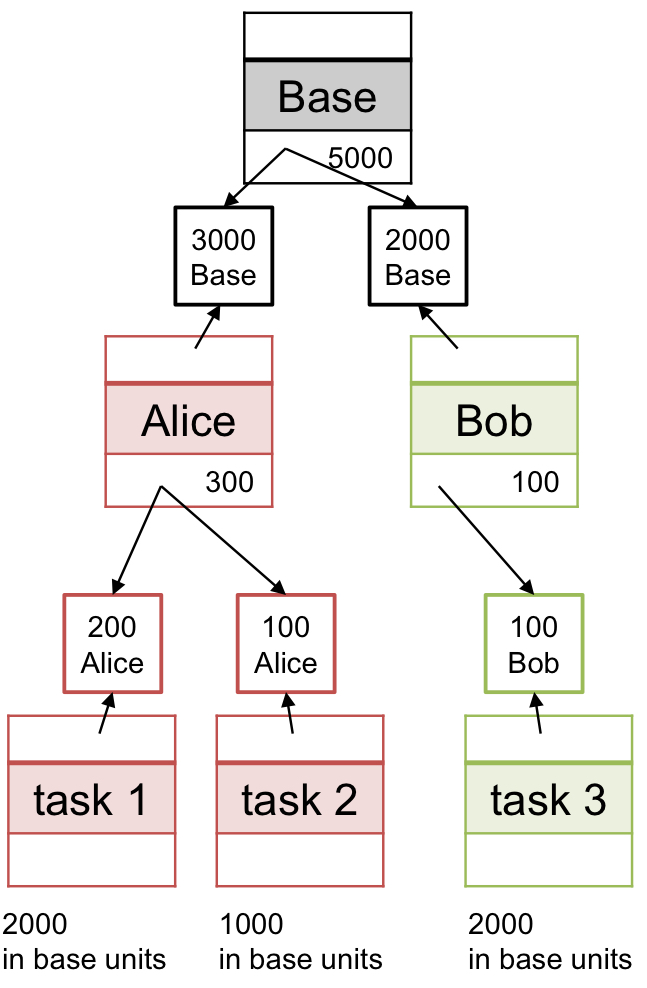 Base
5000
3000
Base
2000
Base
Alice
300
Bob
100
200
Alice
100
Alice
100
Bob
task 1
task 2
task 3
2000
in base units
1000
in base units
2000
in base units